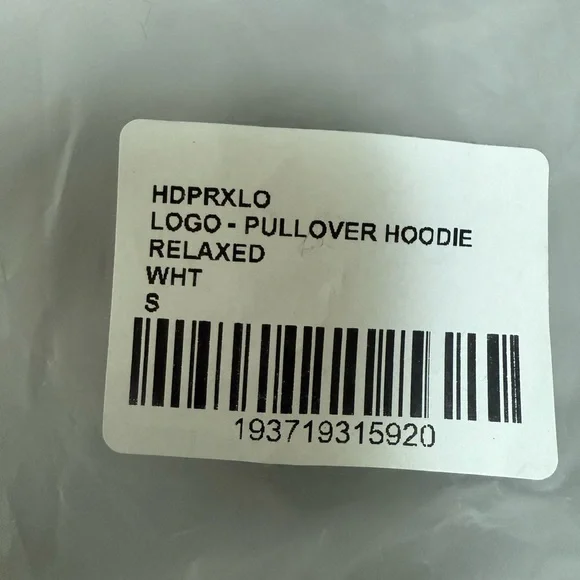 HDPRXLO
LOGO - PULLOVER HOODIE
RELAXED
WHT
S
193719315920